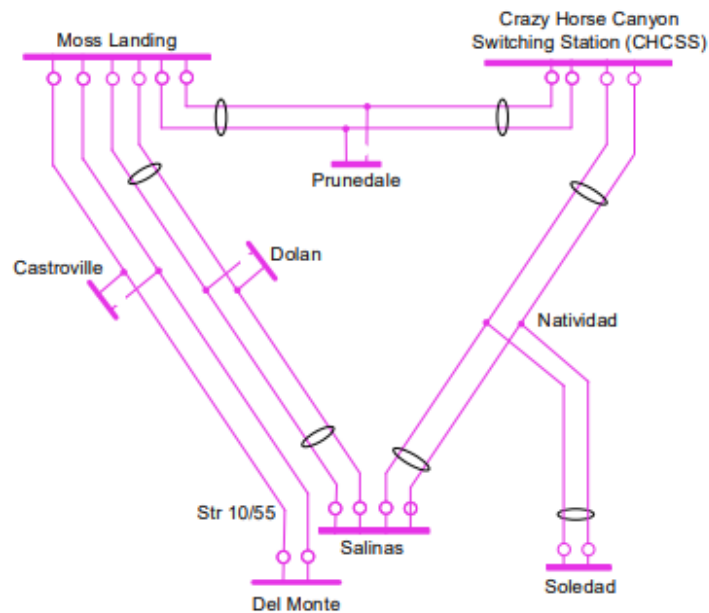 Crazy Horse Canyon
Moss Landing
Switching Station (CHCSS)
Prunedale
Dolan
Castroville
Natividad
Str 10/55
Salinas
Soledad
Del Monte